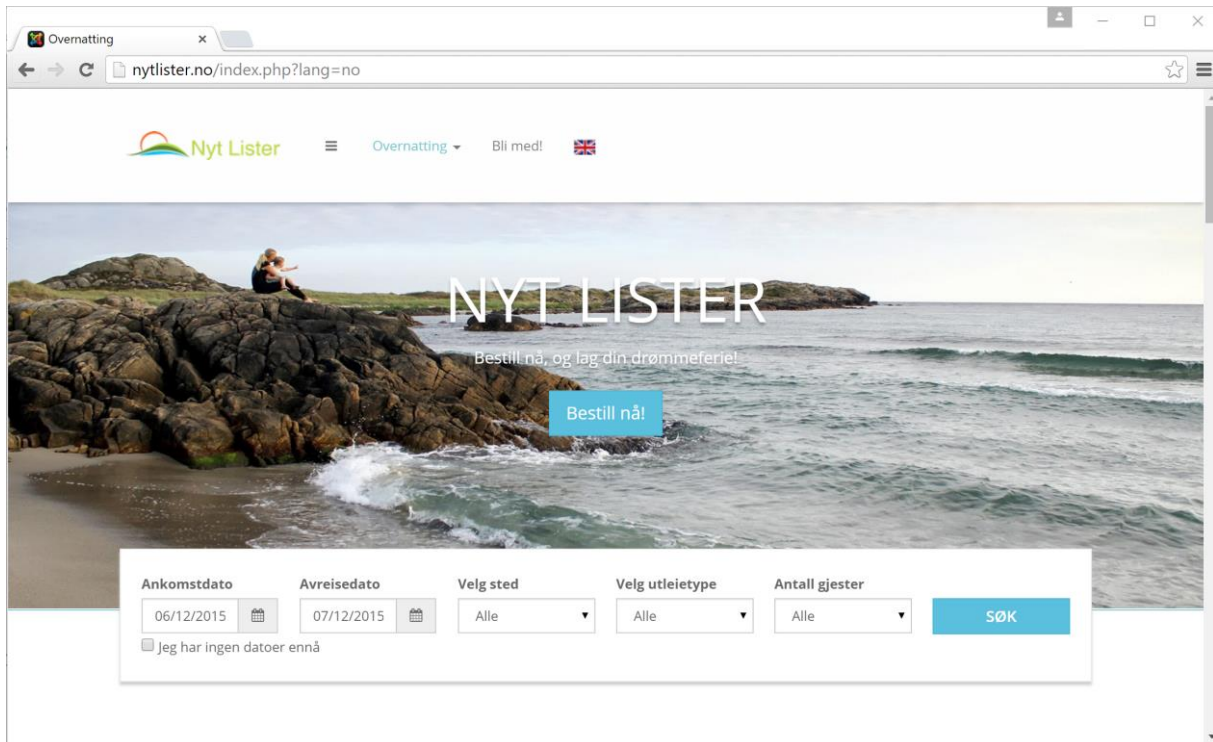 Overnatting
nytlister.no/index.php?lang=no
Nyt Lister
Overnatting
Bli med!
NYT LISTER
Bestill nå, og lag din drømmeferie!
Bestill nå!
Ankomstdato Avreisedato Velg sted Velg utleietype Antall gjester
06/12/2015 07/12/2015 Alle Alle Alle SØK
Jeg har ingen datoer ennå